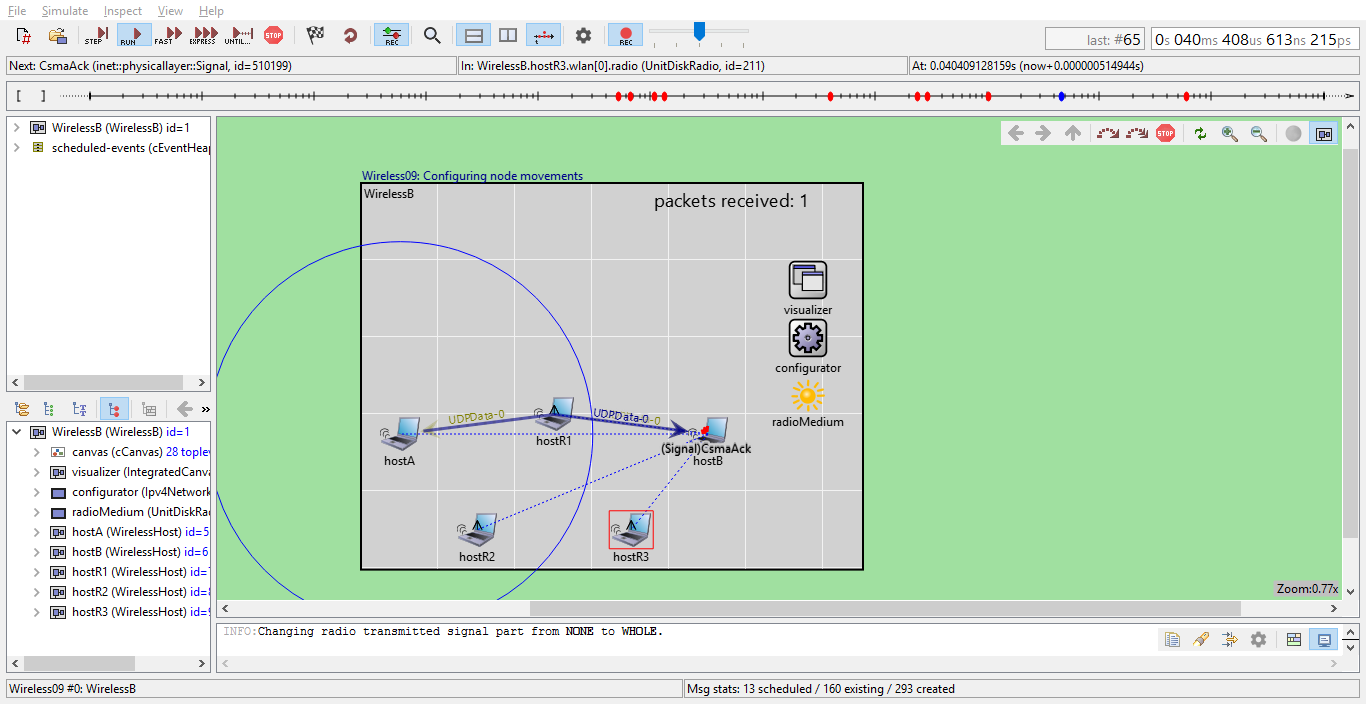 File Simulate Inspect View Help
STEP RUN FAST EXPRESS UNTIL... STOP REC REC
last: #65 0s 040ms 408us 613ns 215ps
Next: CsmaAck (inet::physicallayer::Signal, id=510199) In: WirelessB.hostR3.wlan[0].radio (UnitDiskRadio, id=211) At: 0.040409128159s (now+0.000000514944s)
[ ]
WirelessB (WirelessB) id=1
scheduled-events (cEventHeap
STOP
Wireless09: Configuring node movements
WirelessB
packets received: 1
visualizer
configurator
radioMedium
UDPData-0
UDPData-0
hostR1
(Signal)CsmaAck
hostA
hostB
hostR2
hostR3
Zoom:0.77x
»
WirelessB (WirelessB) id=1
canvas (cCanvas) 28 toplev
visualizer (IntegratedCanva
configurator (Ipv4Network
radioMedium (UnitDiskRad
hostA (WirelessHost) id=5
hostB (WirelessHost) id=6
hostR1 (WirelessHost) id=
hostR2 (WirelessHost) id=
hostR3 (WirelessHost) id=
INFO:Changing radio transmitted signal part from NONE to WHOLE.
Wireless09 #0: WirelessB
Msg stats: 13 scheduled / 160 existing / 293 created